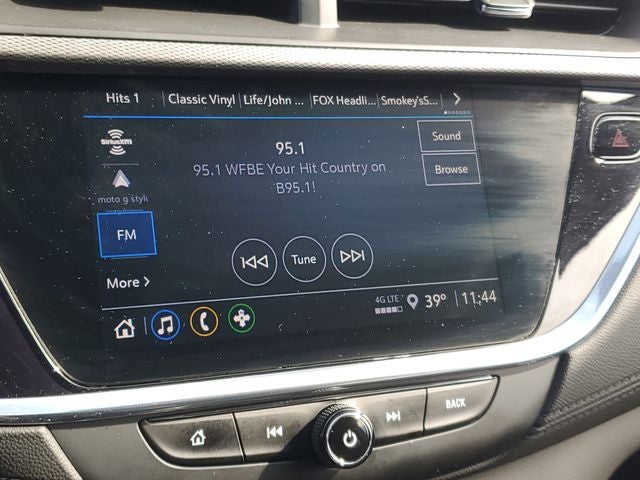 Hits 1 Classic Vinyl Life/John ... FOX Headli... Smokey'sS...
SiriusXM
95.1
Sound
95.1 WFBE Your Hit Country on
B95.1!
Browse
moto g styli
FM
Tune
More
4G LTE 39° 11:44
BACK